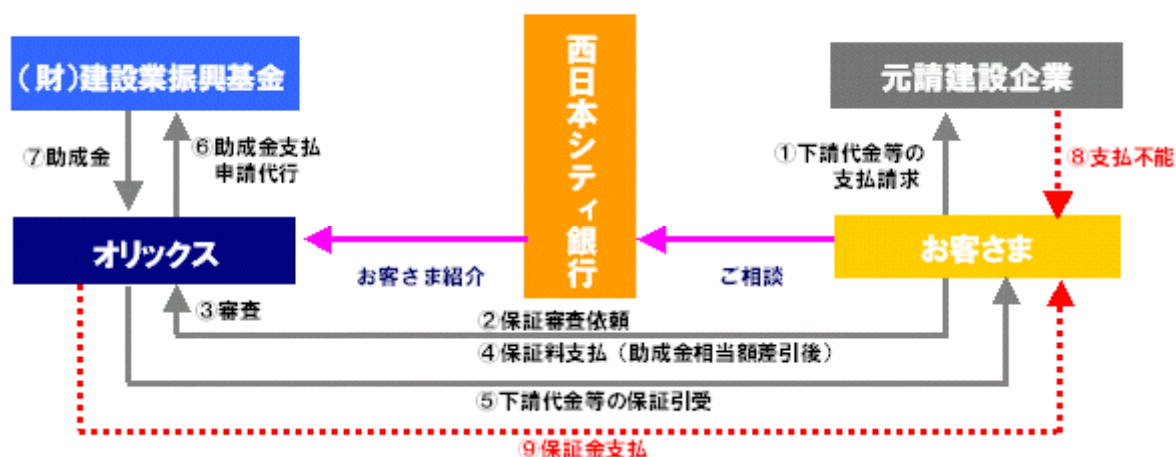 (財)建設業振興基金
西日本シティ銀行
元請建設企業
⑦助成金
⑥助成金支払
申請代行
①下請代金等の
支払請求
⑧支払不能
オリックス
お客さま紹介
ご相談
お客さま
③審査
②保証審査依頼
④保証料支払(助成金相当額差引後)
⑤下請代金等の保証引受
⑨保証金支払